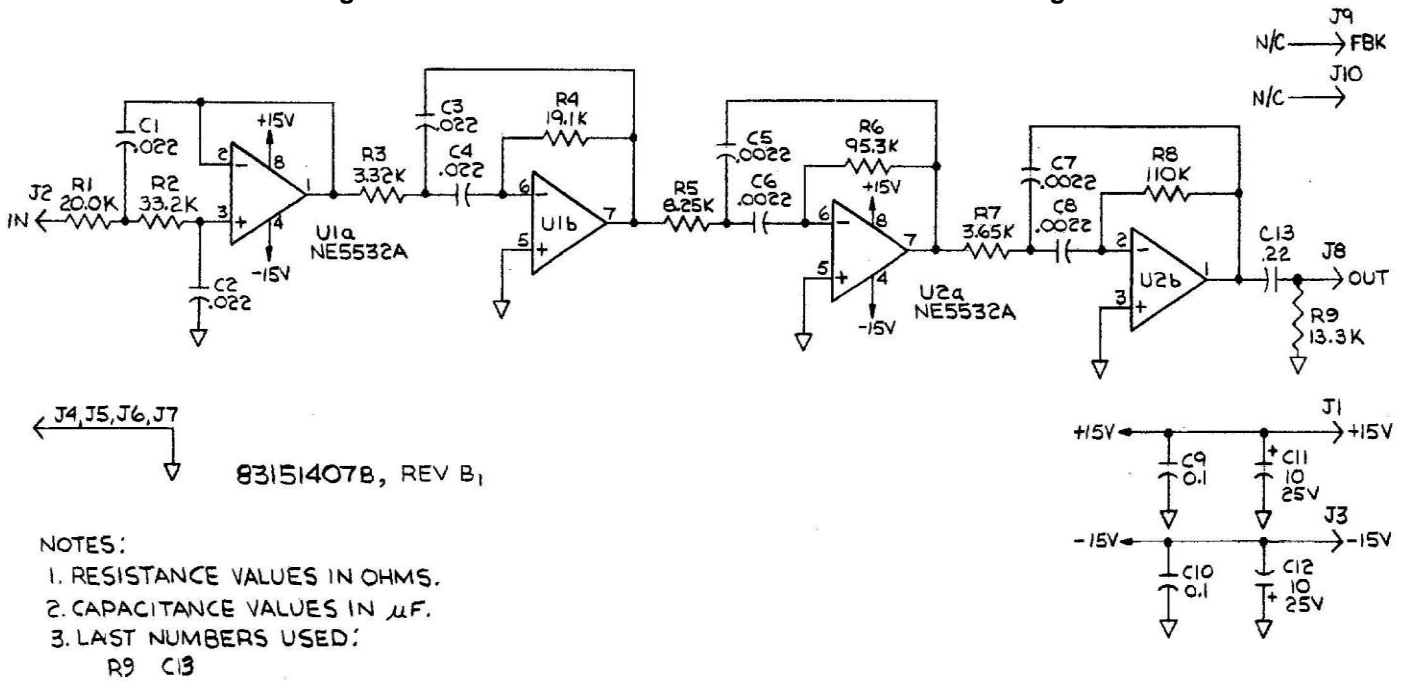 J9
N/C FBK
J10
N/C
C1
.022
+15V
2
-
8
1
3
+
4
-15V
J2
IN
R1
20.0K
R2
33.2K
C2
.022
U1a
NE5532A
R3
3.32K
C3
.022
C4
.022
R4
19.1K
6
-
5
+
7
U1b
R5
8.25K
C5
.0022
C6
.0022
R6
95.3K
+15V
6
-
8
7
5
+
4
-15V
U2a
NE5532A
R7
3.65K
C7
.0022
C8
.0022
R8
110K
2
-
3
+
1
U2b
C13
.22
J8
OUT
R9
13.3K
J4,J5,J6,J7
83151407B, REV B1
J1
+15V +15V
C9
0.1
+ C11
10
25V
J3
-15V -15V
C10
0.1
C12
10
+ 25V
NOTES:
1. RESISTANCE VALUES IN OHMS.
2. CAPACITANCE VALUES IN µF.
3. LAST NUMBERS USED:
R9 C13